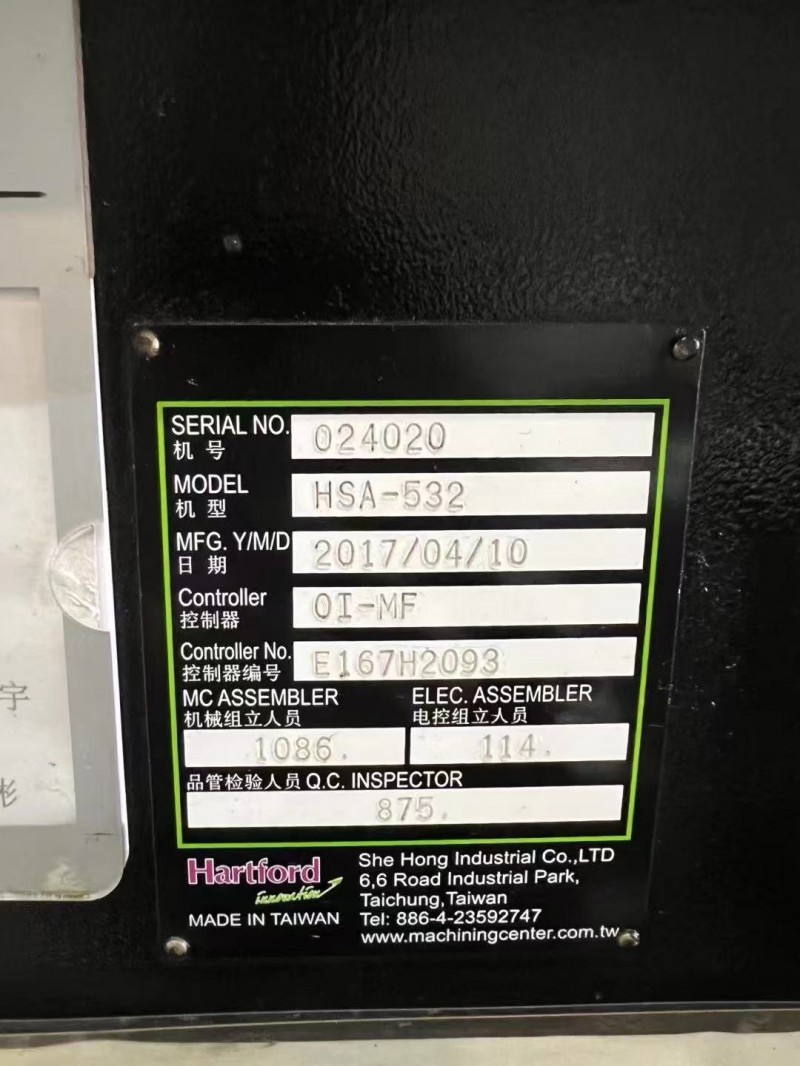 SERIAL NO. 024020
机号
MODEL HSA-532
机型
MFG. Y/M/D 2017/04/10
日期
Controller OI-MF
控制器
Controller No. E167H2093
控制器编号
MC ASSEMBLER ELEC. ASSEMBLER
机械组立人员 电控组立人员
1086. 114.
品管检验人员 Q.C. INSPECTOR
875.
Hartford
innovation
MADE IN TAIWAN
She Hong Industrial Co.,LTD
6,6 Road Industrial Park,
Taichung,Taiwan
Tel: 886-4-23592747
www.machiningcenter.com.tw
宇
彬